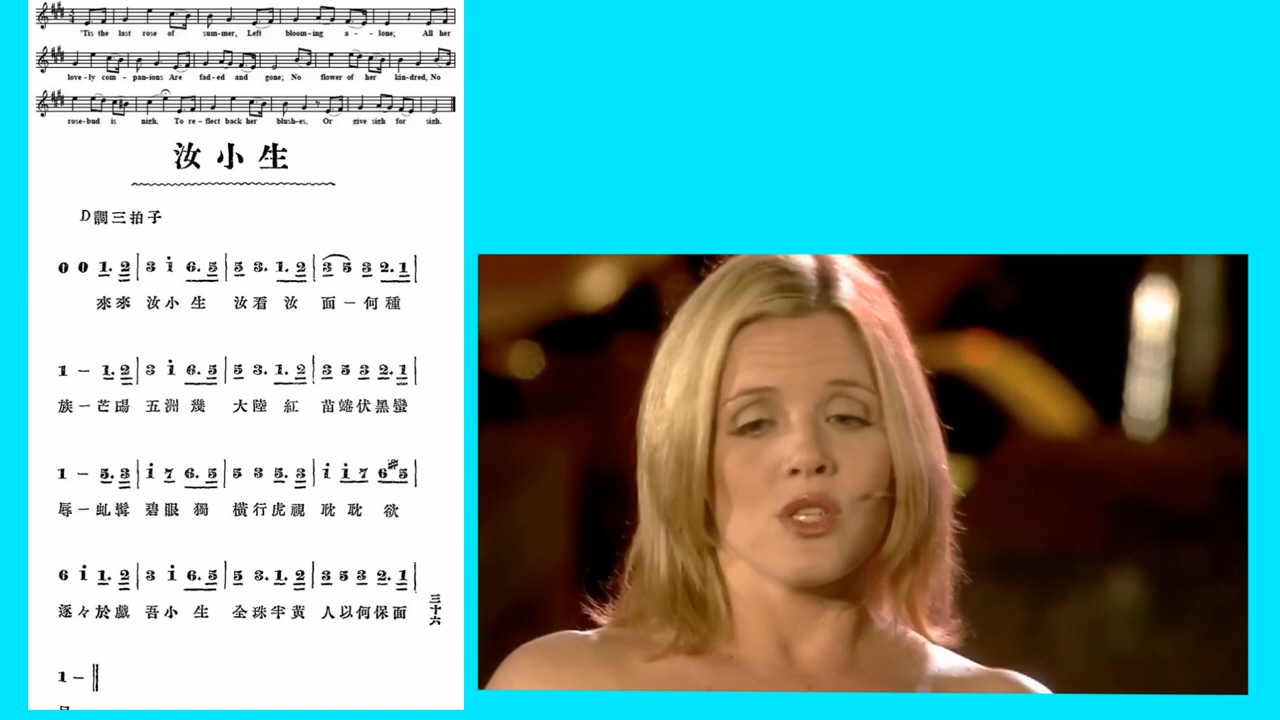 'Tis the last rose of sum-mer, Left bloom-ing a - - lone; All her
love-ly com - pan-ions Are fad-ed and gone; No flower of her kin-dred, No
rose-bud is nigh, To re-flect back her blush-es, Or give sigh for sigh.
汝小生
D調三拍子
0 0 1. 2 | 3 i 6. 5 | 5 3. 1. 2 | 3 5 3 2. 1 |
來來 汝小生 汝看汝 面一何種
1 – 1. 2 | 3 i 6. 5 | 5 3. 1. 2 | 3 5 3 2. 1 |
族一芒碭 五洲幾 大陸紅 苗蜷伏黑蠻
1 – 5. 3 | i 7 6. 5 | 5 3 5. 3 | i i 7 6 #5 |
辱一虬髯 碧眼獨 橫行虎視 耽耽欲
6 i 1. 2 | 3 i 6. 5 | 5 3. 1. 2 | 3 5 3 2. 1 |
逐々於戲 吾小生 全球半黃 人以何保面
三十六
1 – ‖